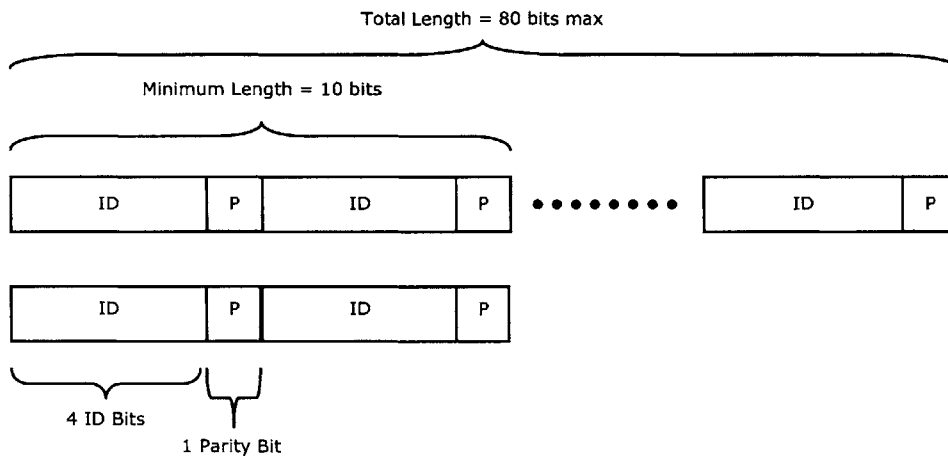 Total Length = 80 bits max
Minimum Length = 10 bits
ID P ID P ID P
ID P ID P
4 ID Bits
1 Parity Bit